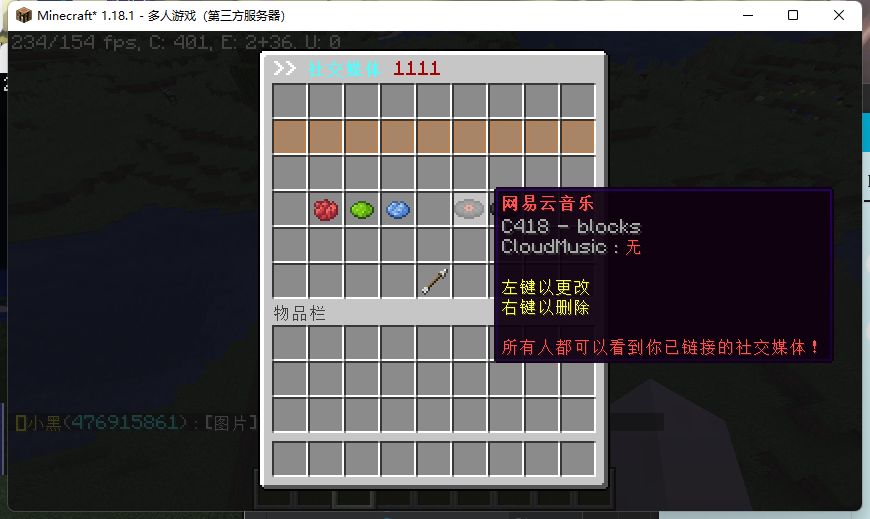 Minecraft* 1.18.1 - 多人游戏（第三方服务器）
234/154 fps, C: 401, E: 2+36, U: 0
>> 社交媒体 1111
网易云音乐
C418 - blocks
CloudMusic : 无
左键以更改
右键以删除
所有人都可以看到你已链接的社交媒体！
物品栏
小黑(476915861) : [图片]